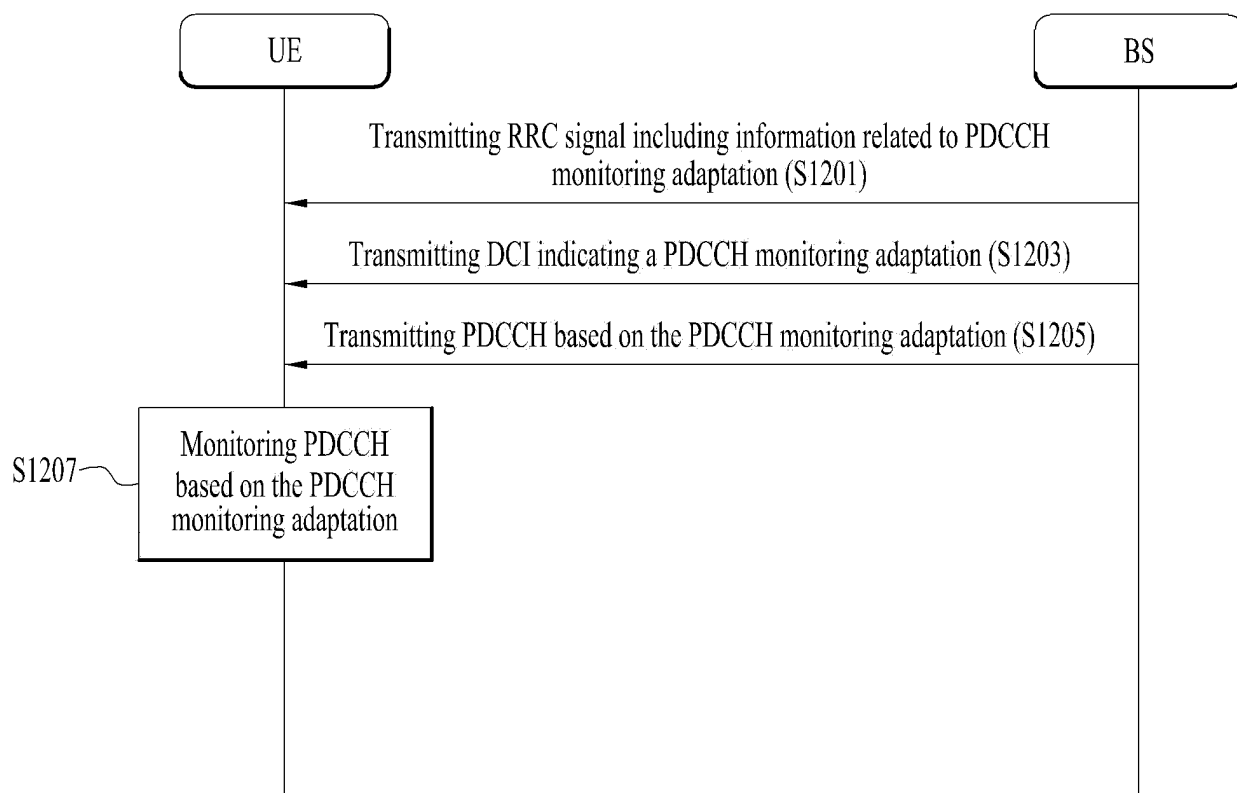 UE
BS
Transmitting RRC signal including information related to PDCCH
monitoring adaptation (S1201)
Transmitting DCI indicating a PDCCH monitoring adaptation (S1203)
Transmitting PDCCH based on the PDCCH monitoring adaptation (S1205)
S1207
Monitoring PDCCH
based on the PDCCH
monitoring adaptation